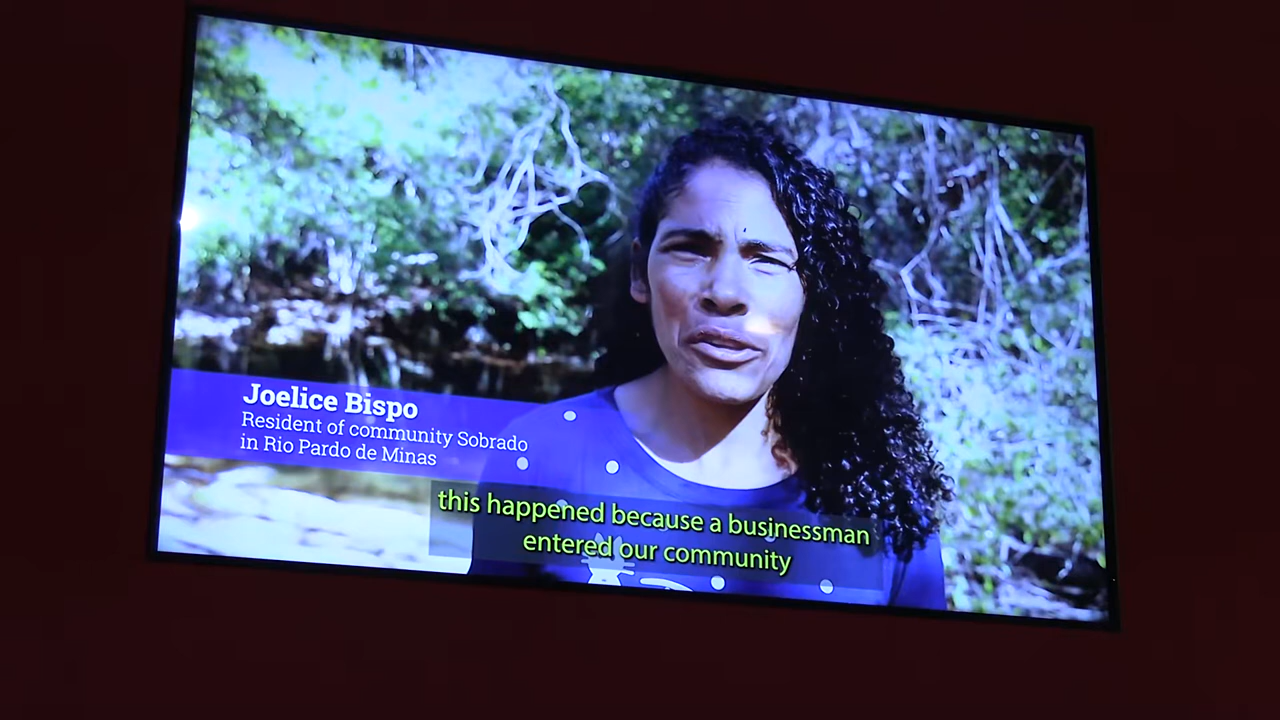 Joelice Bispo
Resident of community Sobrado
in Rio Pardo de Minas
this happened because a businessman
entered our community